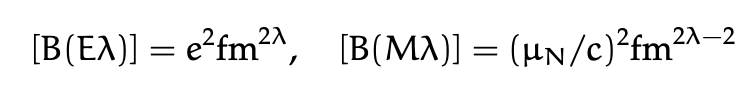 [B(Eλ)] = e²fm²λ, [B(Mλ)] = (μN/c)²fm²λ−2